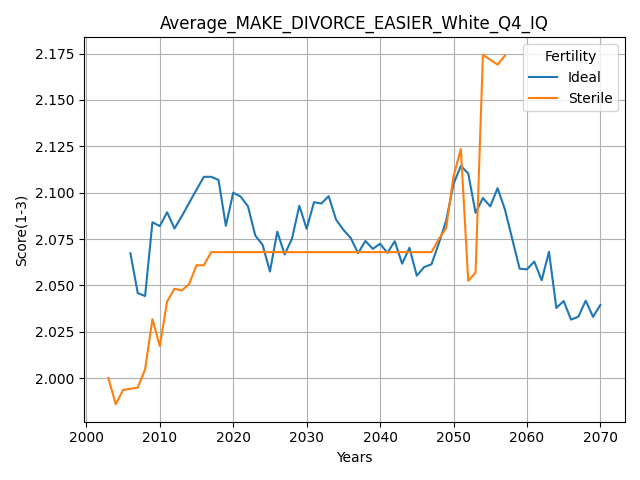 Average_MAKE_DIVORCE_EASIER_White_Q4_IQ
Score(1-3)
2.175
2.150
2.125
2.100
2.075
2.050
2.025
2.000
Fertility
Ideal
Sterile
2000 2010 2020 2030 2040 2050 2060 2070
Years